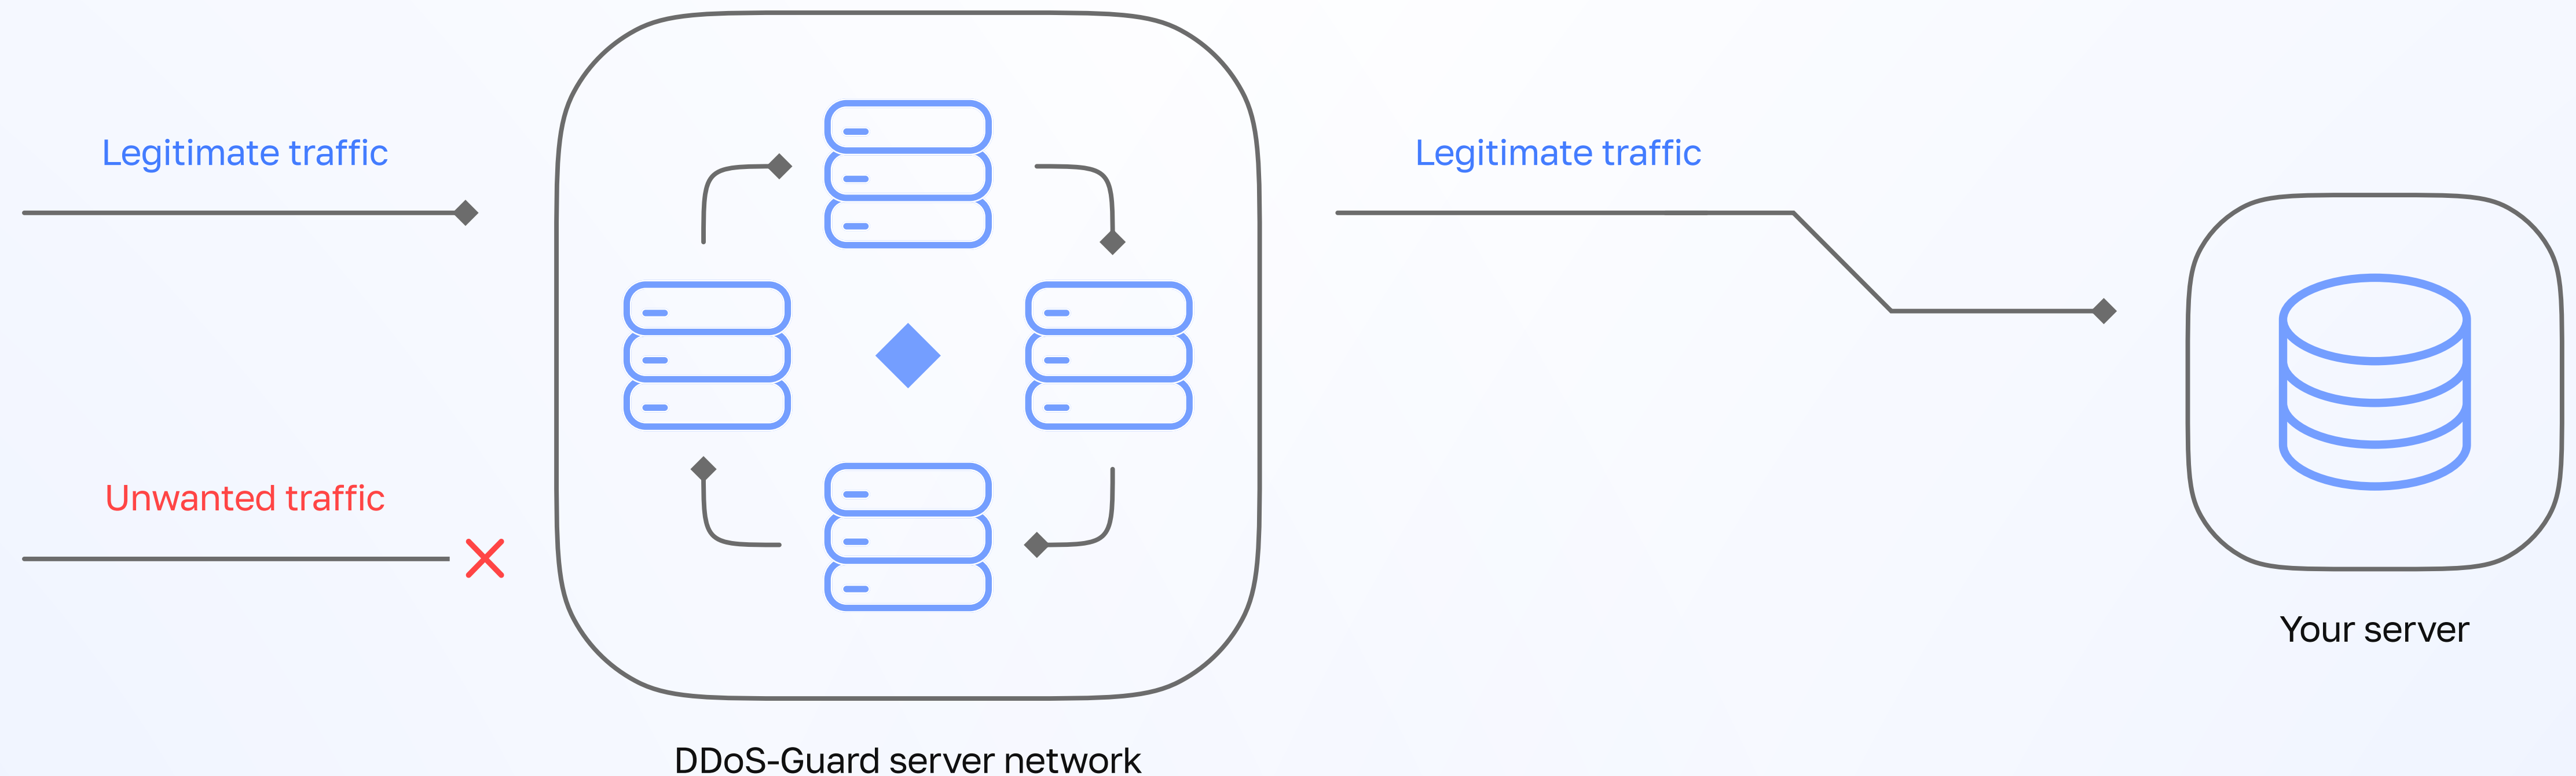 Legitimate traffic
Legitimate traffic
Unwanted traffic
Your server
DDoS-Guard server network